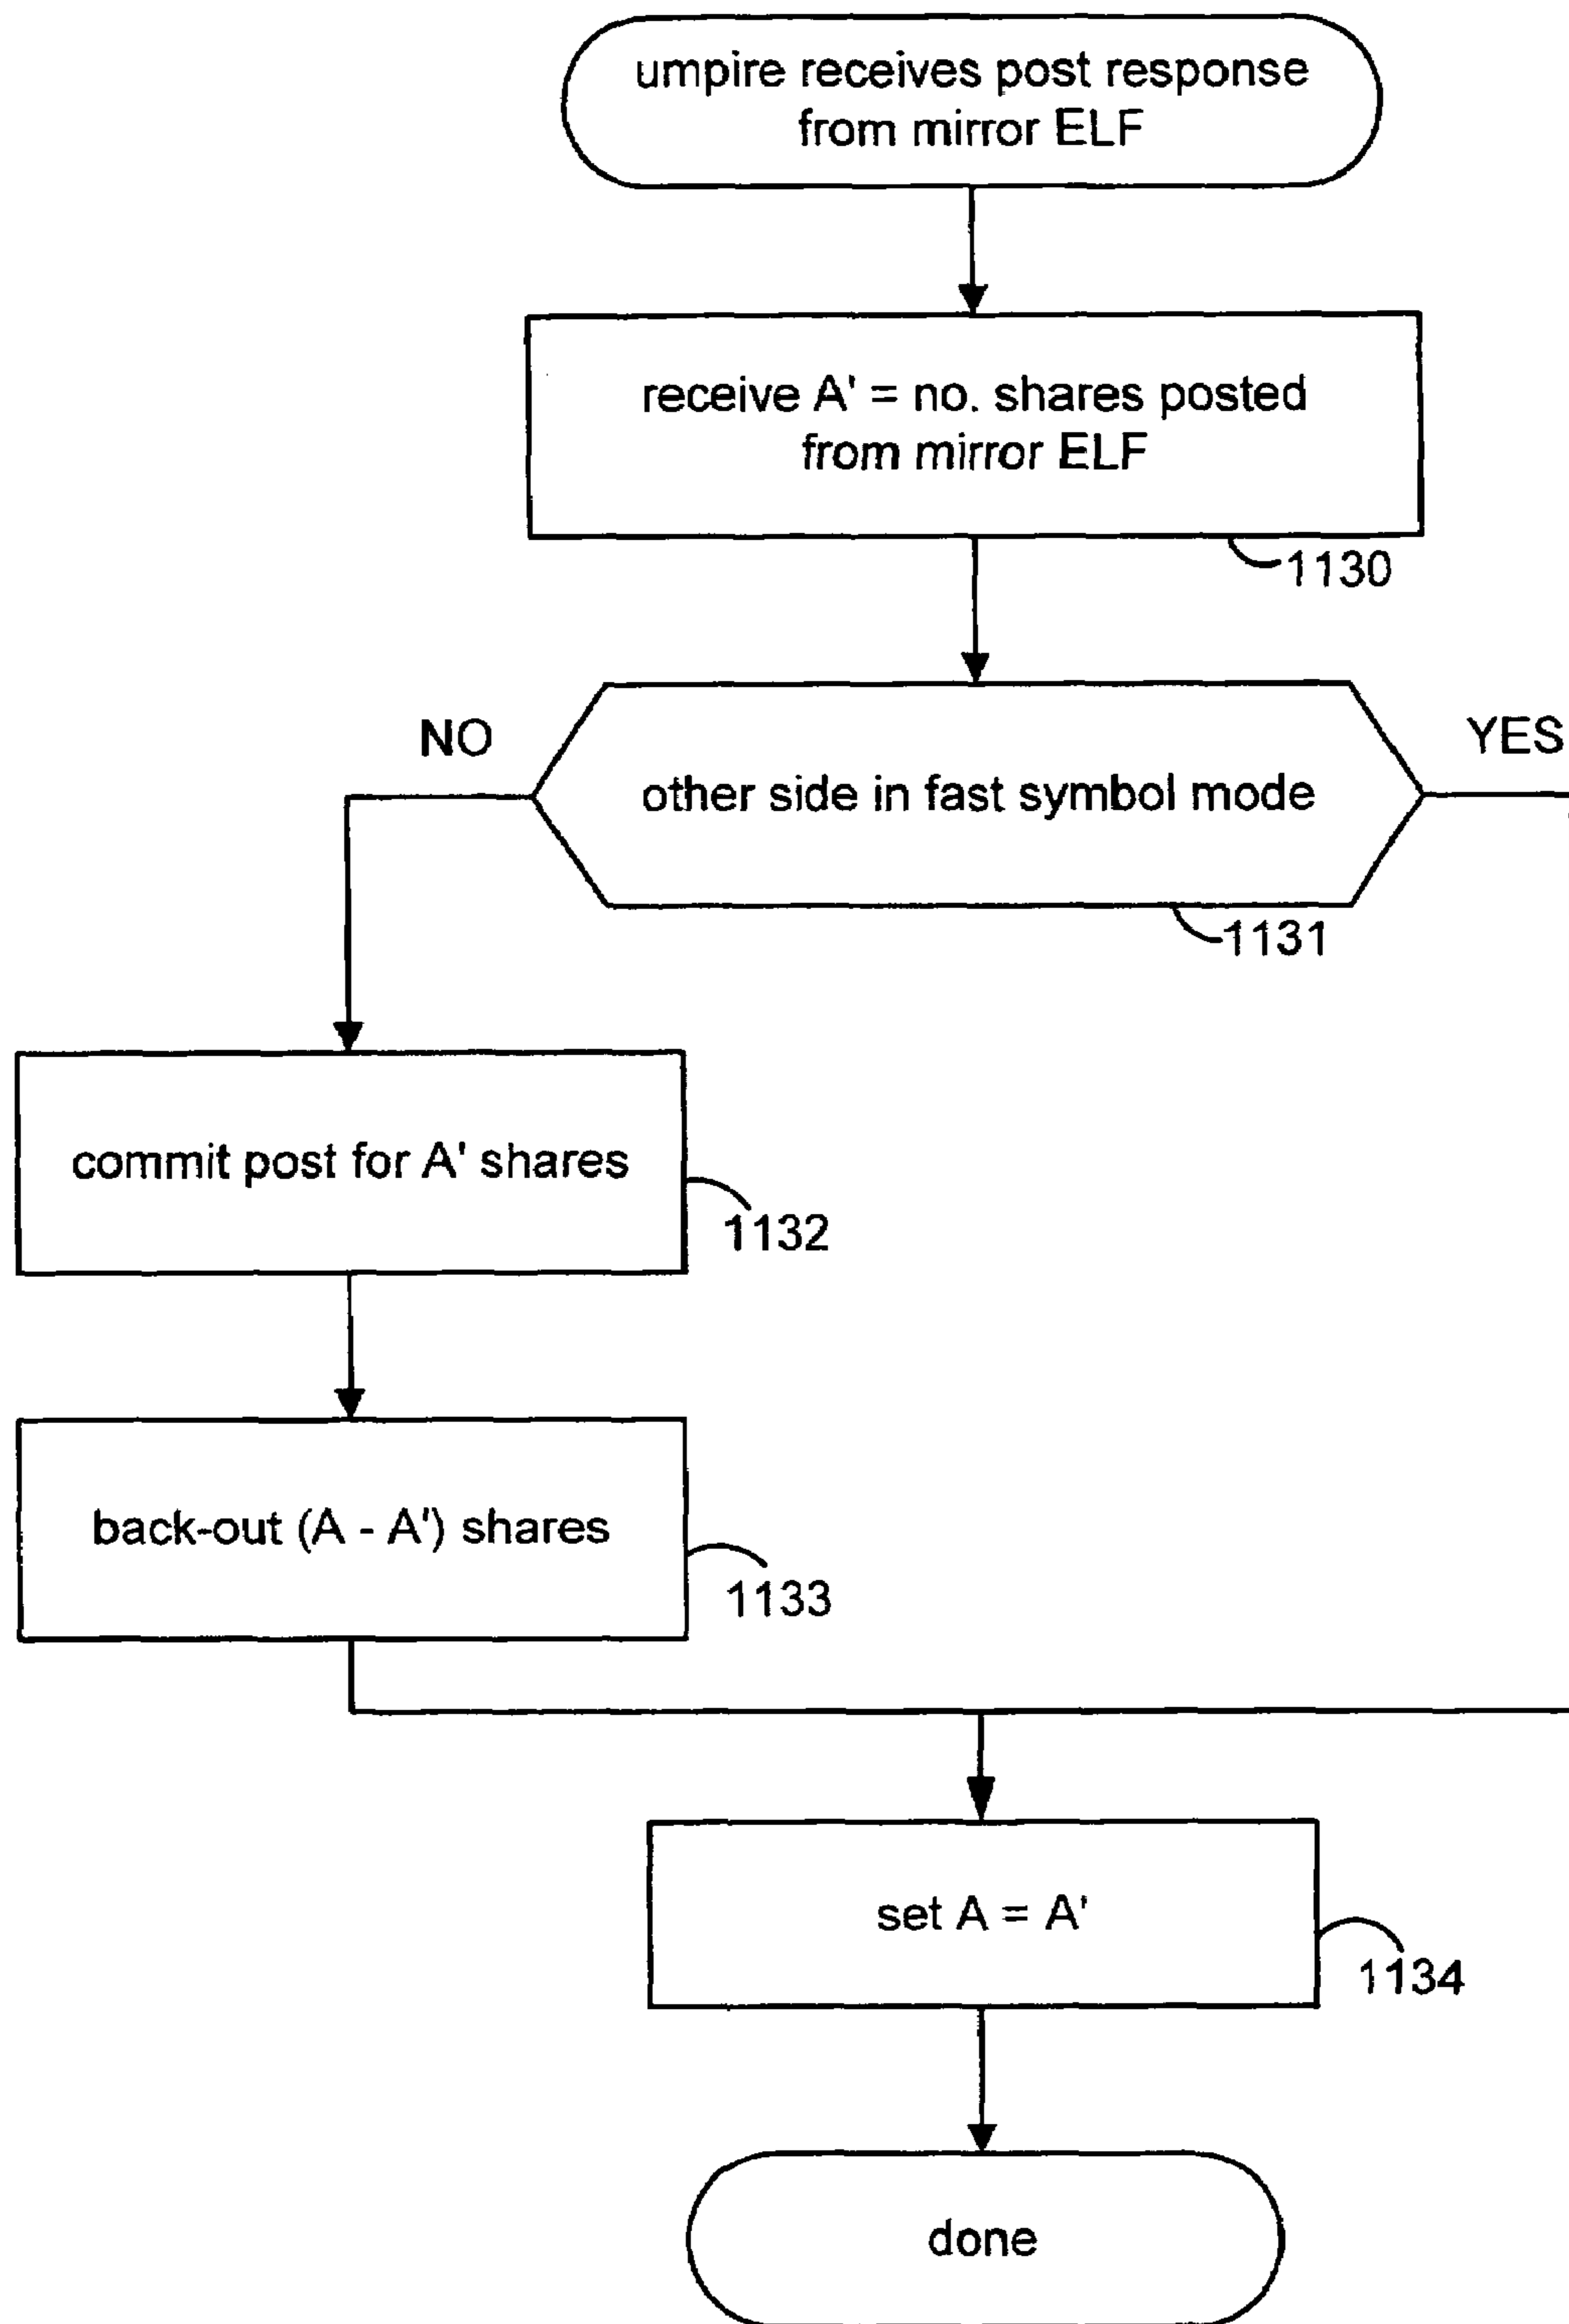 umpire receives post response
from mirror ELF
receive A' = no. shares posted
from mirror ELF
1130
NO
YES
other side in fast symbol mode
1131
commit post for A' shares
1132
back-out (A - A') shares
1133
set A = A'
1134
done